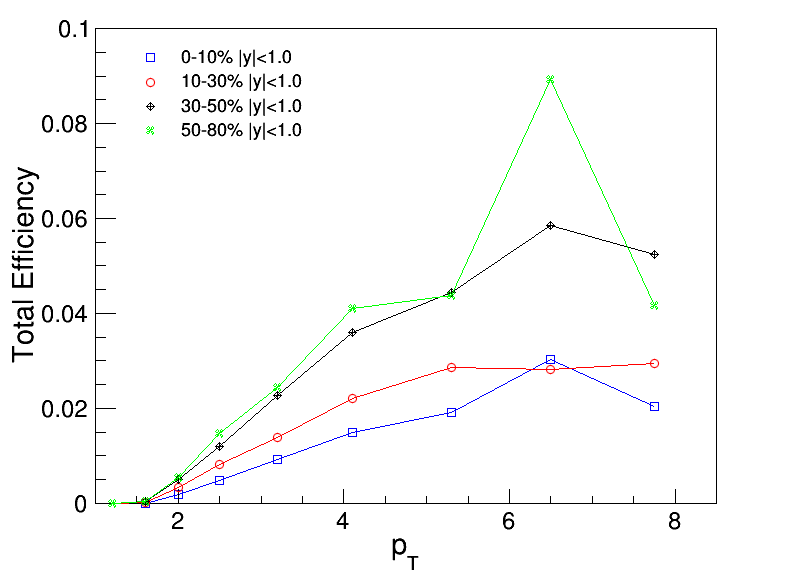 0.1
0-10% |y|<1.0
10-30% |y|<1.0
30-50% |y|<1.0
50-80% |y|<1.0
0.08
0.06
0.04
0.02
0
Total Efficiency
2 4 6 8
p_T